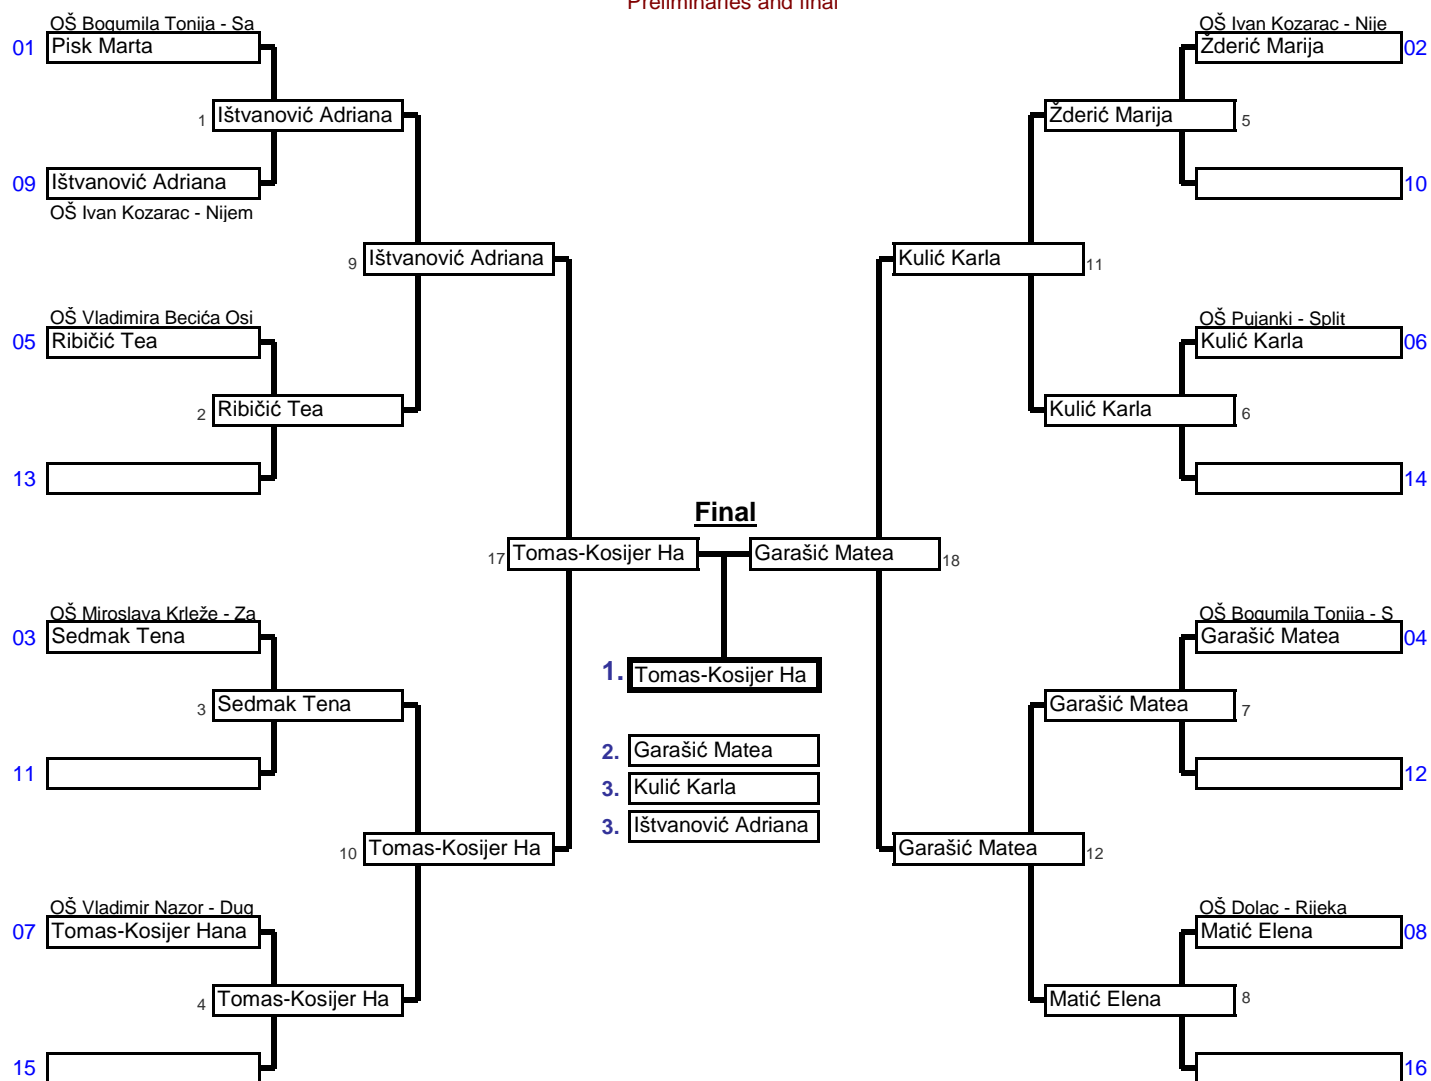 Preliminaries and final
OŠ Bogumila Tonija - Sa
01 Pisk Marta
1 Ištvanović Adriana
09 Ištvanović Adriana
OŠ Ivan Kozarac - Nijem
9 Ištvanović Adriana
OŠ Vladimira Becića Osi
05 Ribičić Tea
2 Ribičić Tea
13
17 Tomas-Kosijer Ha
OŠ Miroslava Krleže - Za
03 Sedmak Tena
3 Sedmak Tena
11
10 Tomas-Kosijer Ha
OŠ Vladimir Nazor - Dug
07 Tomas-Kosijer Hana
4 Tomas-Kosijer Ha
15
Final
1. Tomas-Kosijer Ha
2. Garašić Matea
3. Kulić Karla
3. Ištvanović Adriana
OŠ Ivan Kozarac - Nije
Žderić Marija 02
Žderić Marija 5
10
Kulić Karla 11
OŠ Pujanki - Split
Kulić Karla 06
Kulić Karla 6
14
Garašić Matea 18
OŠ Bogumila Tonija - S
Garašić Matea 04
Garašić Matea 7
12
Garašić Matea 12
OŠ Dolac - Rijeka
Matić Elena 08
Matić Elena 8
16